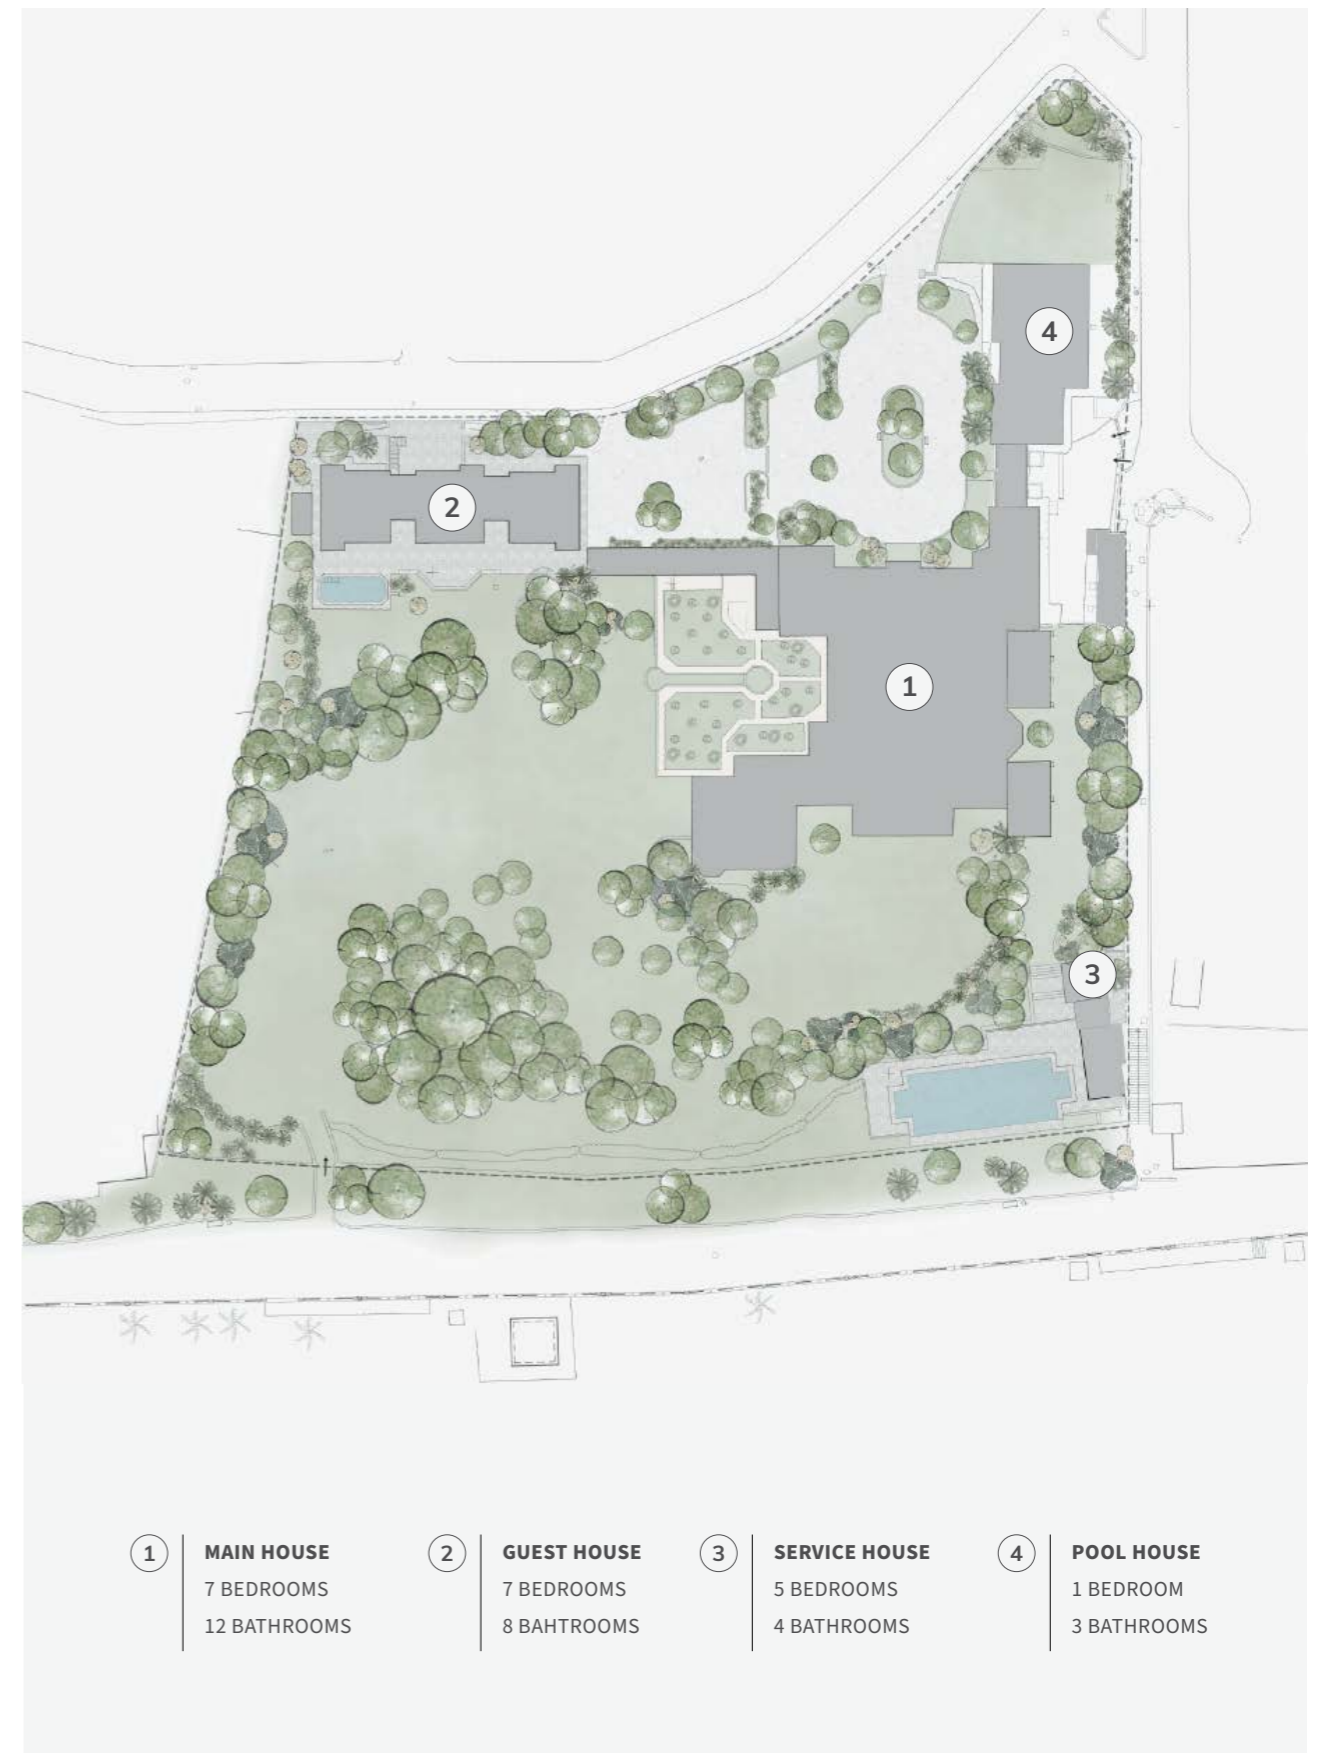 4
2
1
3
1
MAIN HOUSE
7 BEDROOMS
12 BATHROOMS
2
GUEST HOUSE
7 BEDROOMS
8 BAHTROOMS
3
SERVICE HOUSE
5 BEDROOMS
4 BATHROOMS
4
POOL HOUSE
1 BEDROOM
3 BATHROOMS